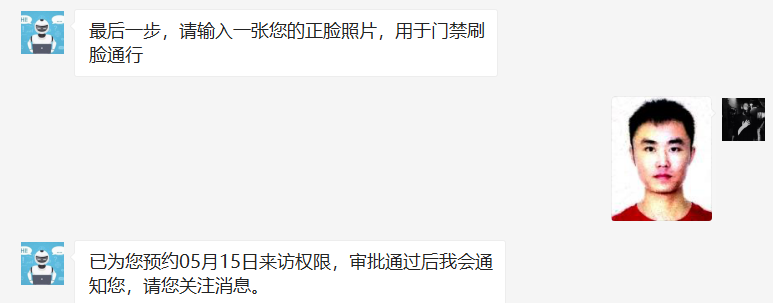 最后一步，请输入一张您的正脸照片，用于门禁刷
脸通行
已为您预约05月15日来访权限，审批通过后我会通
知您，请您关注消息。